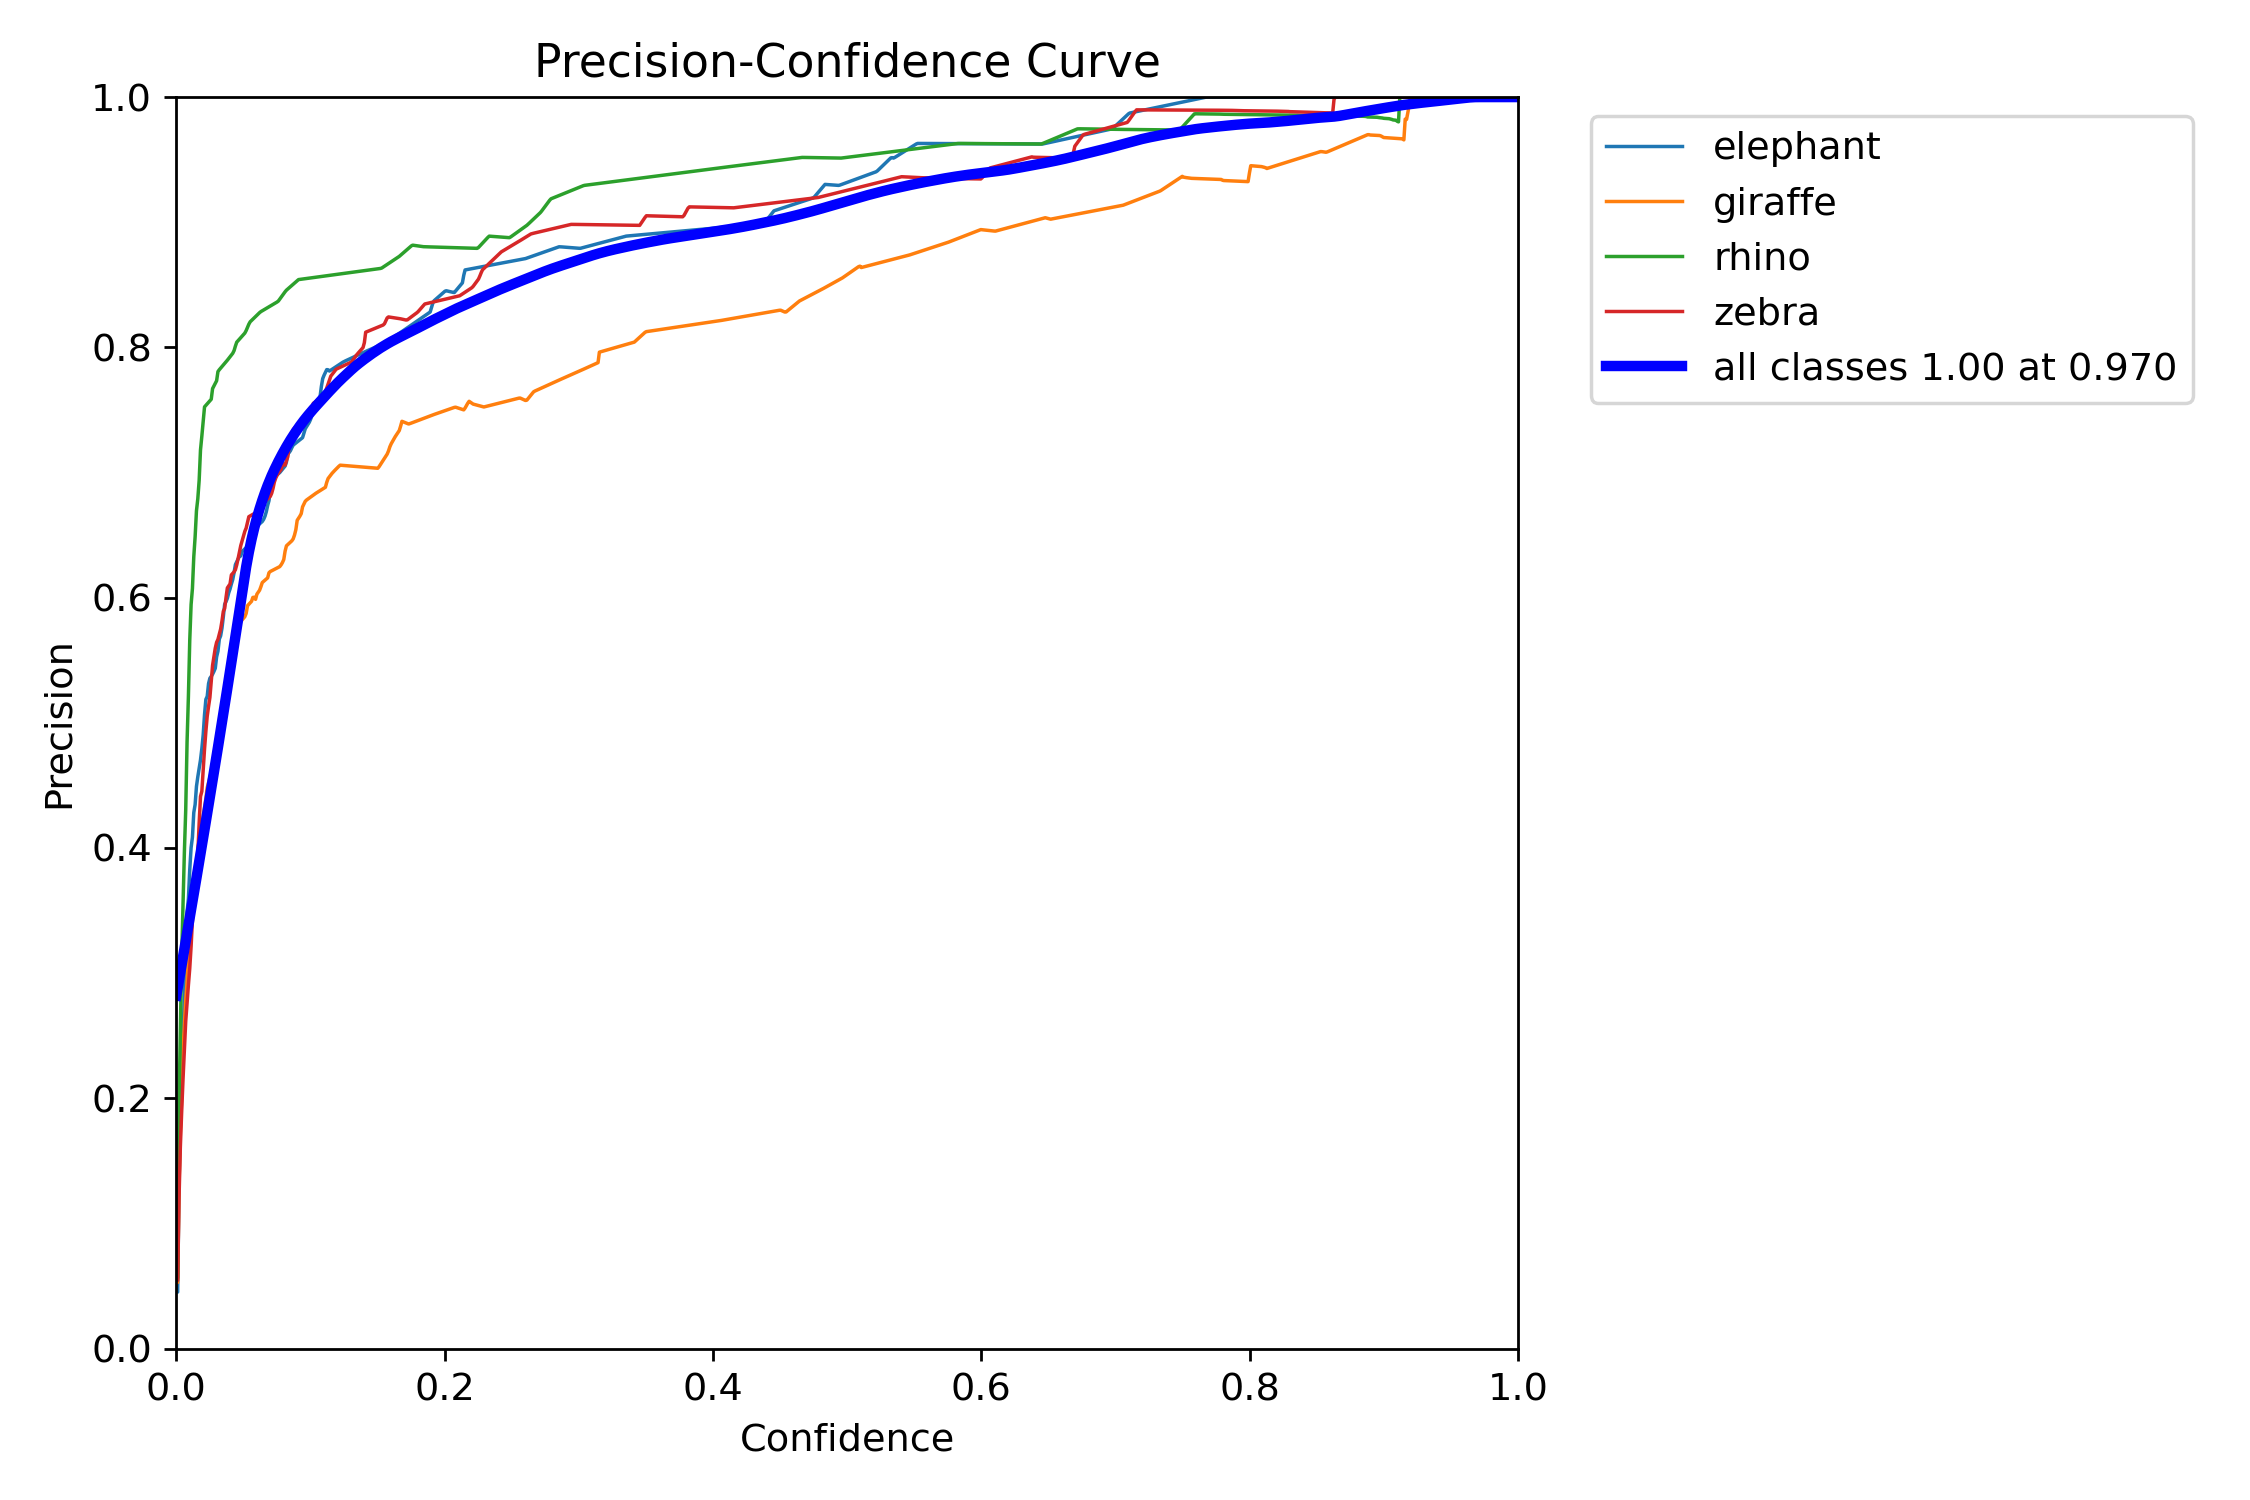 Precision-Confidence Curve
1.0
0.8
0.6
0.4
0.2
0.0
Precision
0.0 0.2 0.4 0.6 0.8 1.0
Confidence
elephant
giraffe
rhino
zebra
all classes 1.00 at 0.970